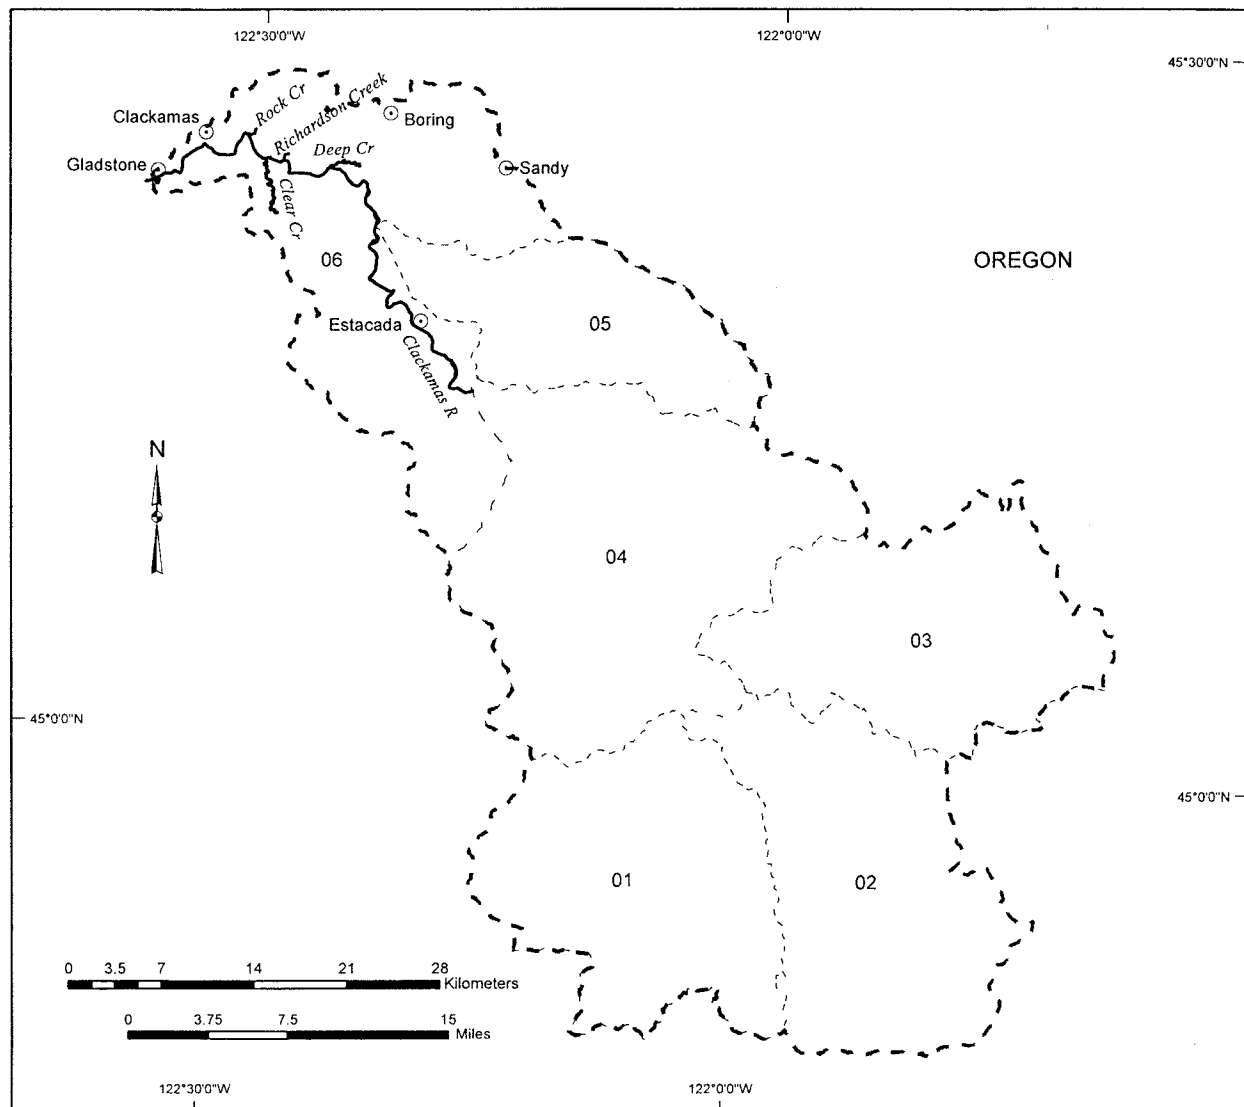 122°30'0"W
122°0'0"W
45°30'0"N
Clackamas
Rock Cr
Richardson Creek
Boring
Gladstone
Deep Cr
Sandy
Clear Cr
06
OREGON
05
Estacada
Clackamas R
N
04
03
45°0'0"N
45°0'0"N
01
02
0 3.5 7 14 21 28
Kilometers
0 3.75 7.5 15
Miles
122°30'0"W
122°0'0"W